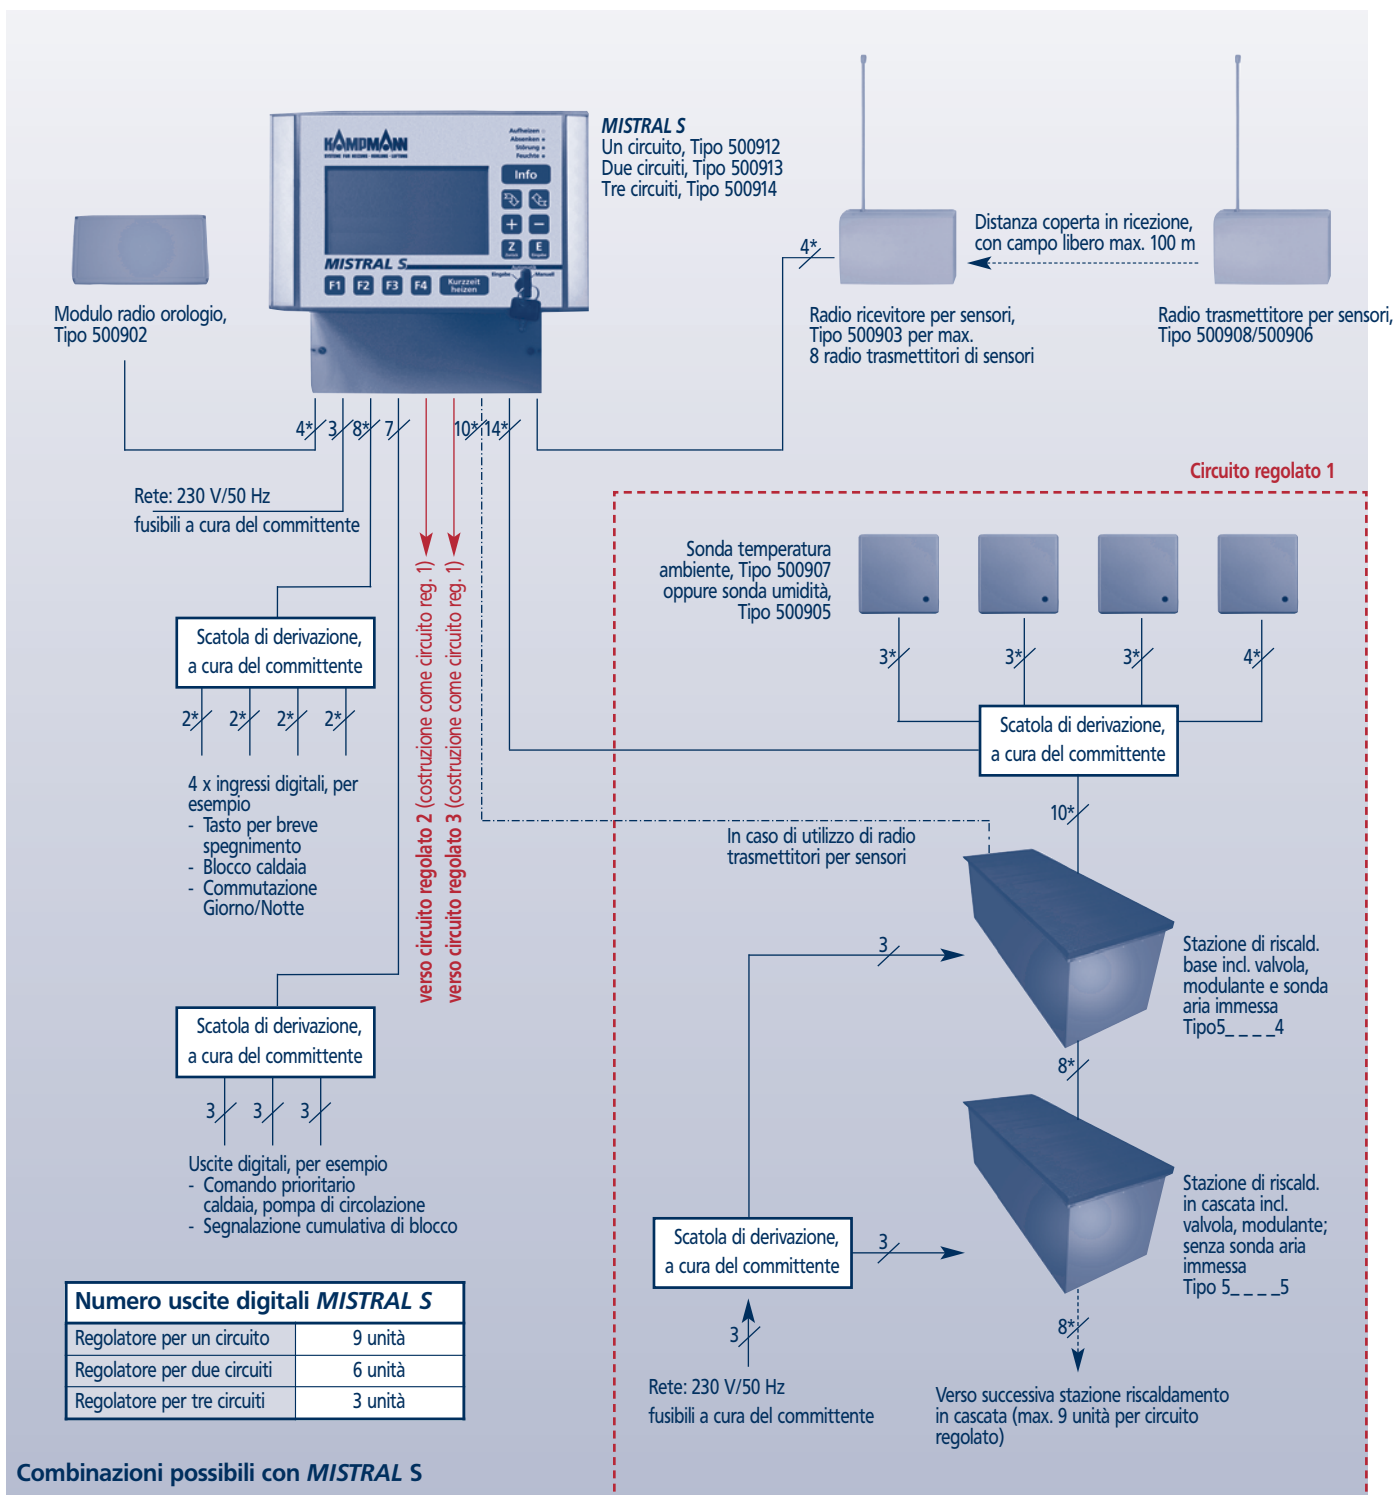 KAMPMANN
SYSTEME FÜR HEIZUNG · KÜHLUNG · LÜFTUNG
Aufheizen
Absenken
Störung
Feuchte
Info
+
−
Z
E
Eingabe
MISTRAL S
Eingabe
Manuell
F1
F2
F3
F4
Kurzzeit
heizen
MISTRAL S
Un circuito, Tipo 500912
Due circuiti, Tipo 500913
Tre circuiti, Tipo 500914
Modulo radio orologio,
Tipo 500902
4*
Distanza coperta in ricezione,
con campo libero max. 100 m
Radio ricevitore per sensori,
Tipo 500903 per max.
8 radio trasmettitori di sensori
Radio trasmettitore per sensori,
Tipo 500908/500906
4*
3
8*
7
10*
14*
Rete: 230 V/50 Hz
fusibili a cura del committente
Scatola di derivazione,
a cura del committente
2*
2*
2*
2*
4 x ingressi digitali, per
esempio
- Tasto per breve
spegnimento
- Blocco caldaia
- Commutazione
Giorno/Notte
verso circuito regolato 2 (costruzione come circuito reg. 1)
verso circuito regolato 3 (costruzione come circuito reg. 1)
Scatola di derivazione,
a cura del committente
3
3
3
Uscite digitali, per esempio
- Comando prioritario
caldaia, pompa di circolazione
- Segnalazione cumulativa di blocco
Circuito regolato 1
Sonda temperatura
ambiente, Tipo 500907
oppure sonda umidità,
Tipo 500905
3*
3*
3*
4*
Scatola di derivazione,
a cura del committente
10*
In caso di utilizzo di radio
trasmettitori per sensori
3
Stazione di riscald.
base incl. valvola,
modulante e sonda
aria immessa
Tipo5_ _ _ _4
8*
Stazione di riscald.
in cascata incl.
valvola, modulante;
senza sonda aria
immessa
Tipo 5_ _ _ _5
Scatola di derivazione,
a cura del committente
3
3
8*
Rete: 230 V/50 Hz
fusibili a cura del committente
Verso successiva stazione riscaldamento
in cascata (max. 9 unità per circuito
regolato)
Numero uscite digitali MISTRAL S
Regolatore per un circuito 9 unità
Regolatore per due circuiti 6 unità
Regolatore per tre circuiti 3 unità
Combinazioni possibili con MISTRAL S